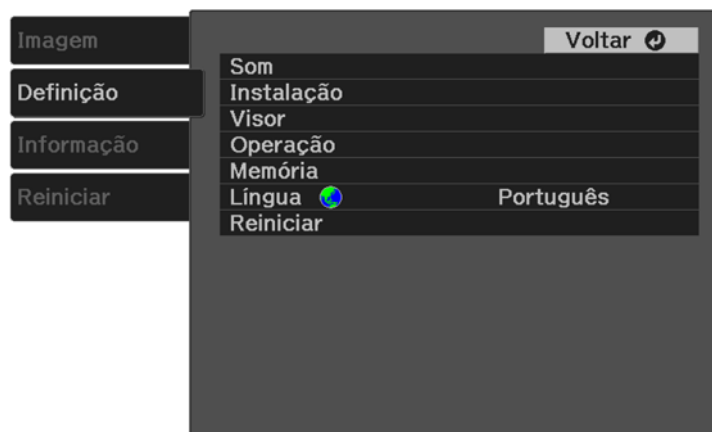 Imagem
Definição
Informação
Reiniciar
Voltar
Som
Instalação
Visor
Operação
Memória
Língua Português
Reiniciar